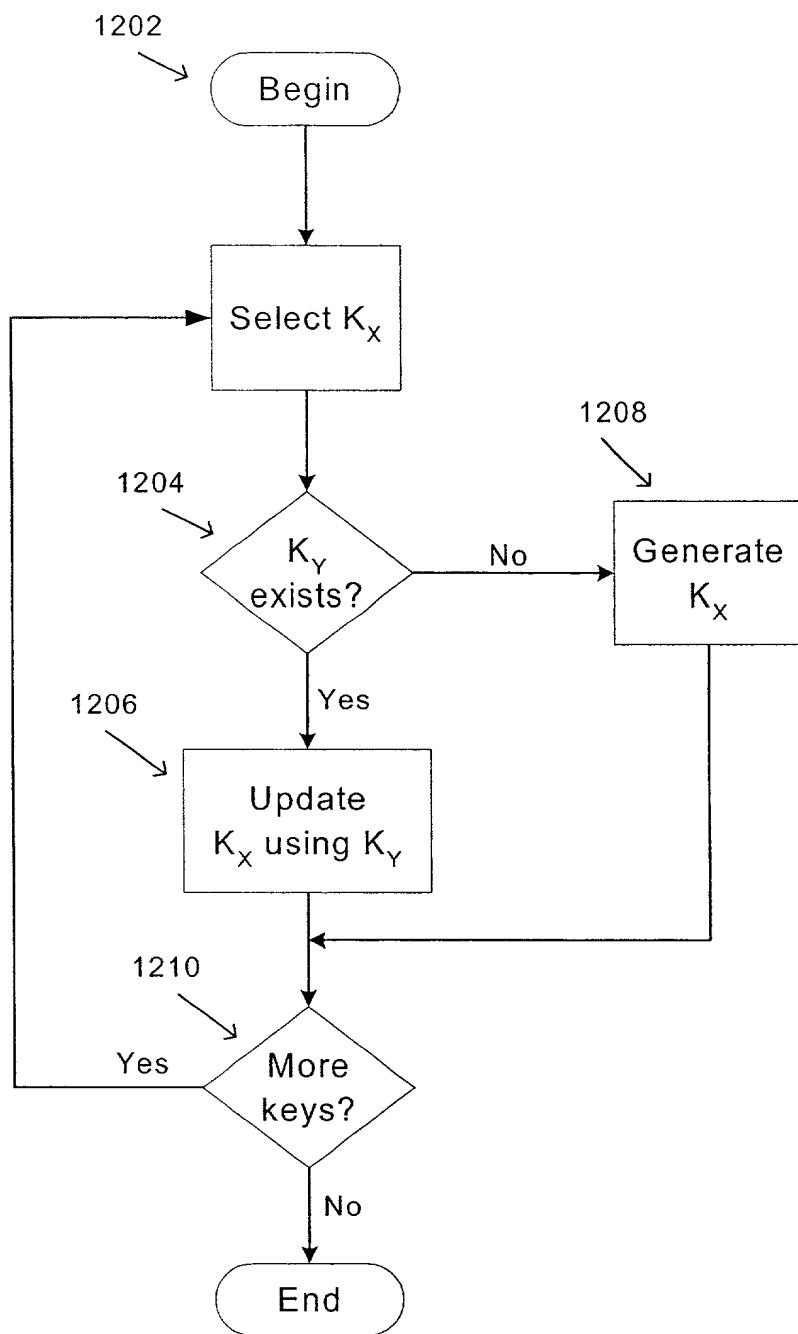 1202
Begin
Select K_X
1208
1204
K_Y
exists?
No
Generate
K_X
Yes
1206
Update
K_X using K_Y
1210
Yes
More
keys?
No
End